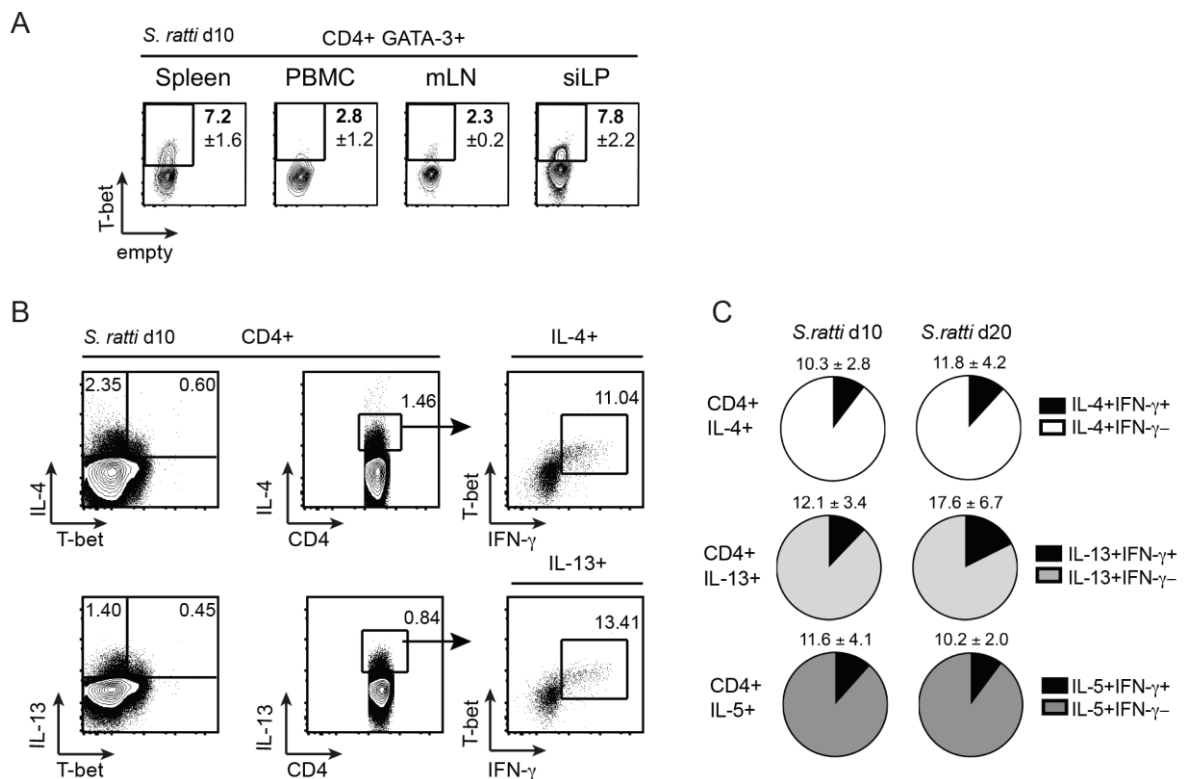 A
S. ratti d10 CD4+ GATA-3+
Spleen PBMC mLN siLP
7.2 2.8 2.3 7.8
±1.6 ±1.2 ±0.2 ±2.2
T-bet
empty
B
S. ratti d10 CD4+ IL-4+
2.35 0.60 1.46 11.04
IL-4 IL-4 T-bet
T-bet CD4 IFN-γ
IL-13+
1.40 0.45 0.84 13.41
IL-13 IL-13 T-bet
T-bet CD4 IFN-γ
C
S.ratti d10 S.ratti d20
10.3 ± 2.8 11.8 ± 4.2
CD4+
IL-4+
IL-4+IFN-γ+
IL-4+IFN-γ–
12.1 ± 3.4 17.6 ± 6.7
CD4+
IL-13+
IL-13+IFN-γ+
IL-13+IFN-γ–
11.6 ± 4.1 10.2 ± 2.0
CD4+
IL-5+
IL-5+IFN-γ+
IL-5+IFN-γ–